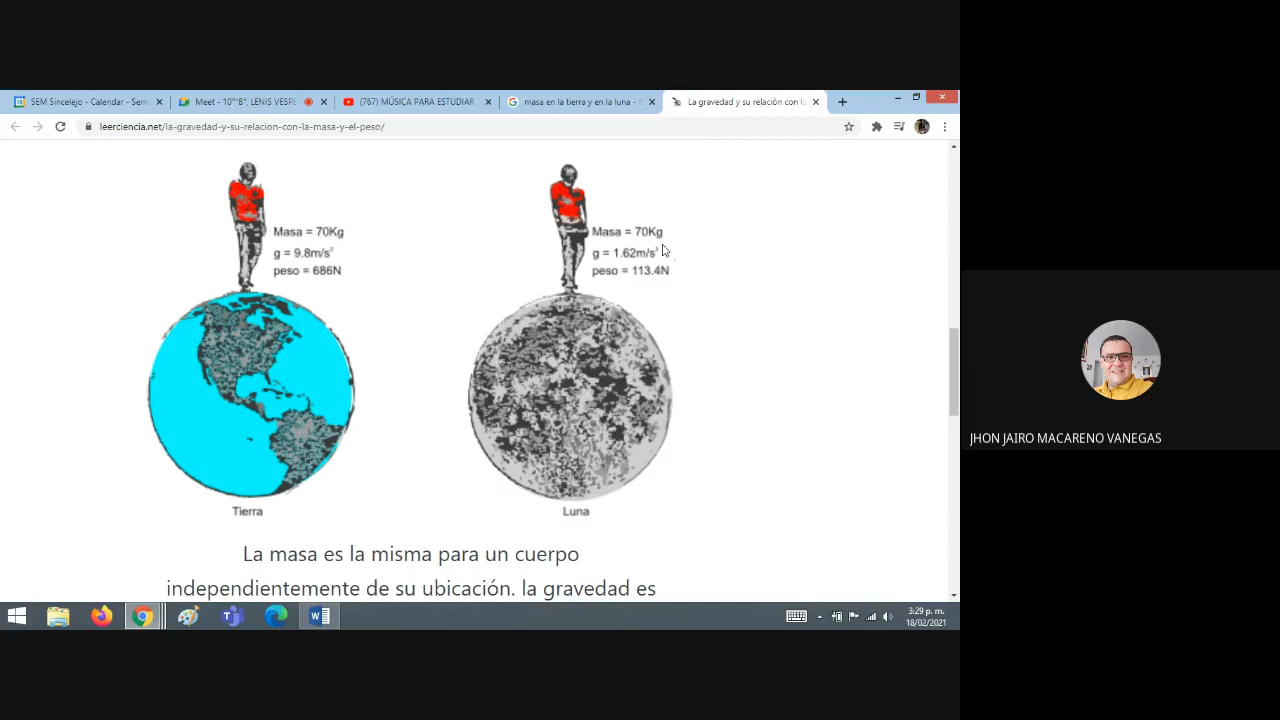 SEM Sincelejo - Calendar - Sema
Meet - 10°"B". LENIS VESPE
(767) MÚSICA PARA ESTUDIAR
masa en la tierra y en la luna - B
La gravedad y su relación con la
leerciencia.net/la-gravedad-y-su-relacion-con-la-masa-y-el-peso/
Masa = 70Kg
g = 9.8m/s²
peso = 686N
Masa = 70Kg
g = 1.62m/s²
peso = 113.4N
Tierra
Luna
La masa es la misma para un cuerpo
independientemente de su ubicación. la gravedad es
JHON JAIRO MACARENO VANEGAS
3:29 p. m.
18/02/2021